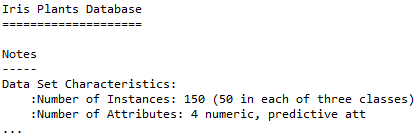 Iris Plants Database
====================

Notes
-----
Data Set Characteristics:
    :Number of Instances: 150 (50 in each of three classes)
    :Number of Attributes: 4 numeric, predictive att
...